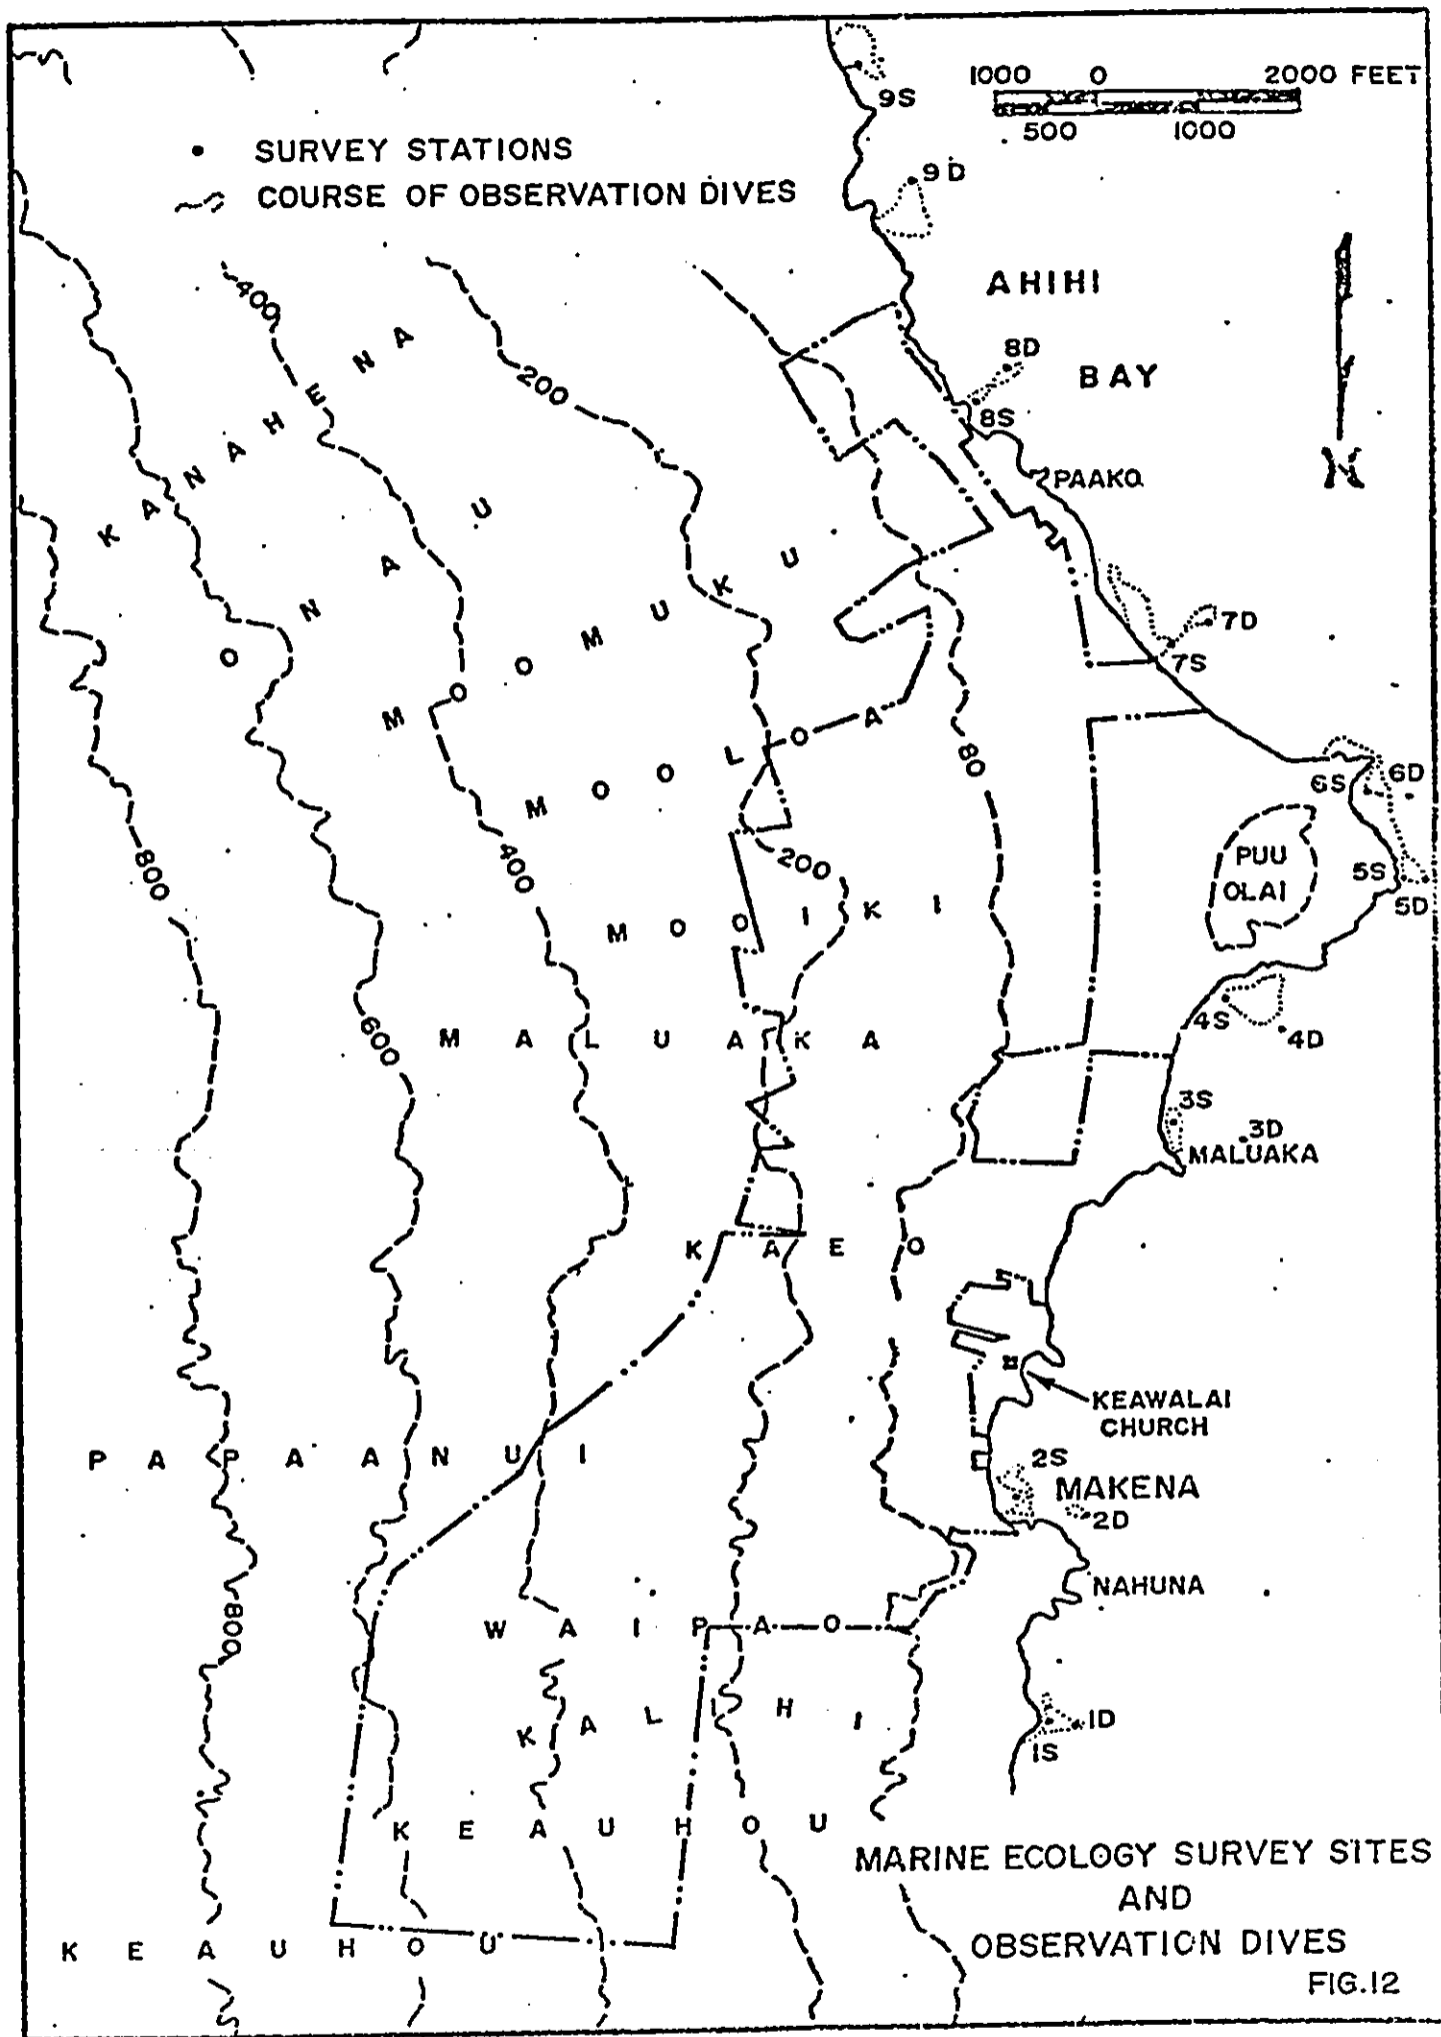 1000 0 2000 FEET
500 1000
9S
SURVEY STATIONS
COURSE OF OBSERVATION DIVES
9D
AHIHI
BAY
400
200
8D
8S
PAAKO
KANAHENA
ONAU
MOOMUKU
7D
7S
MOOLOA
80
6S
6D
800
400
200
PUU
OLAI
5S
5D
MOOIKI
600
MALUAKA
4S
4D
3S
3D
MALUAKA
KAEO
KEAWALAI
CHURCH
PAPAANUI
2S
MAKENA
2D
NAHUNA
800
WAIPAO
KALIHI
1D
1S
KEAUHOU
KEAUHOU
MARINE ECOLOGY SURVEY SITES
AND
OBSERVATION DIVES
FIG.12